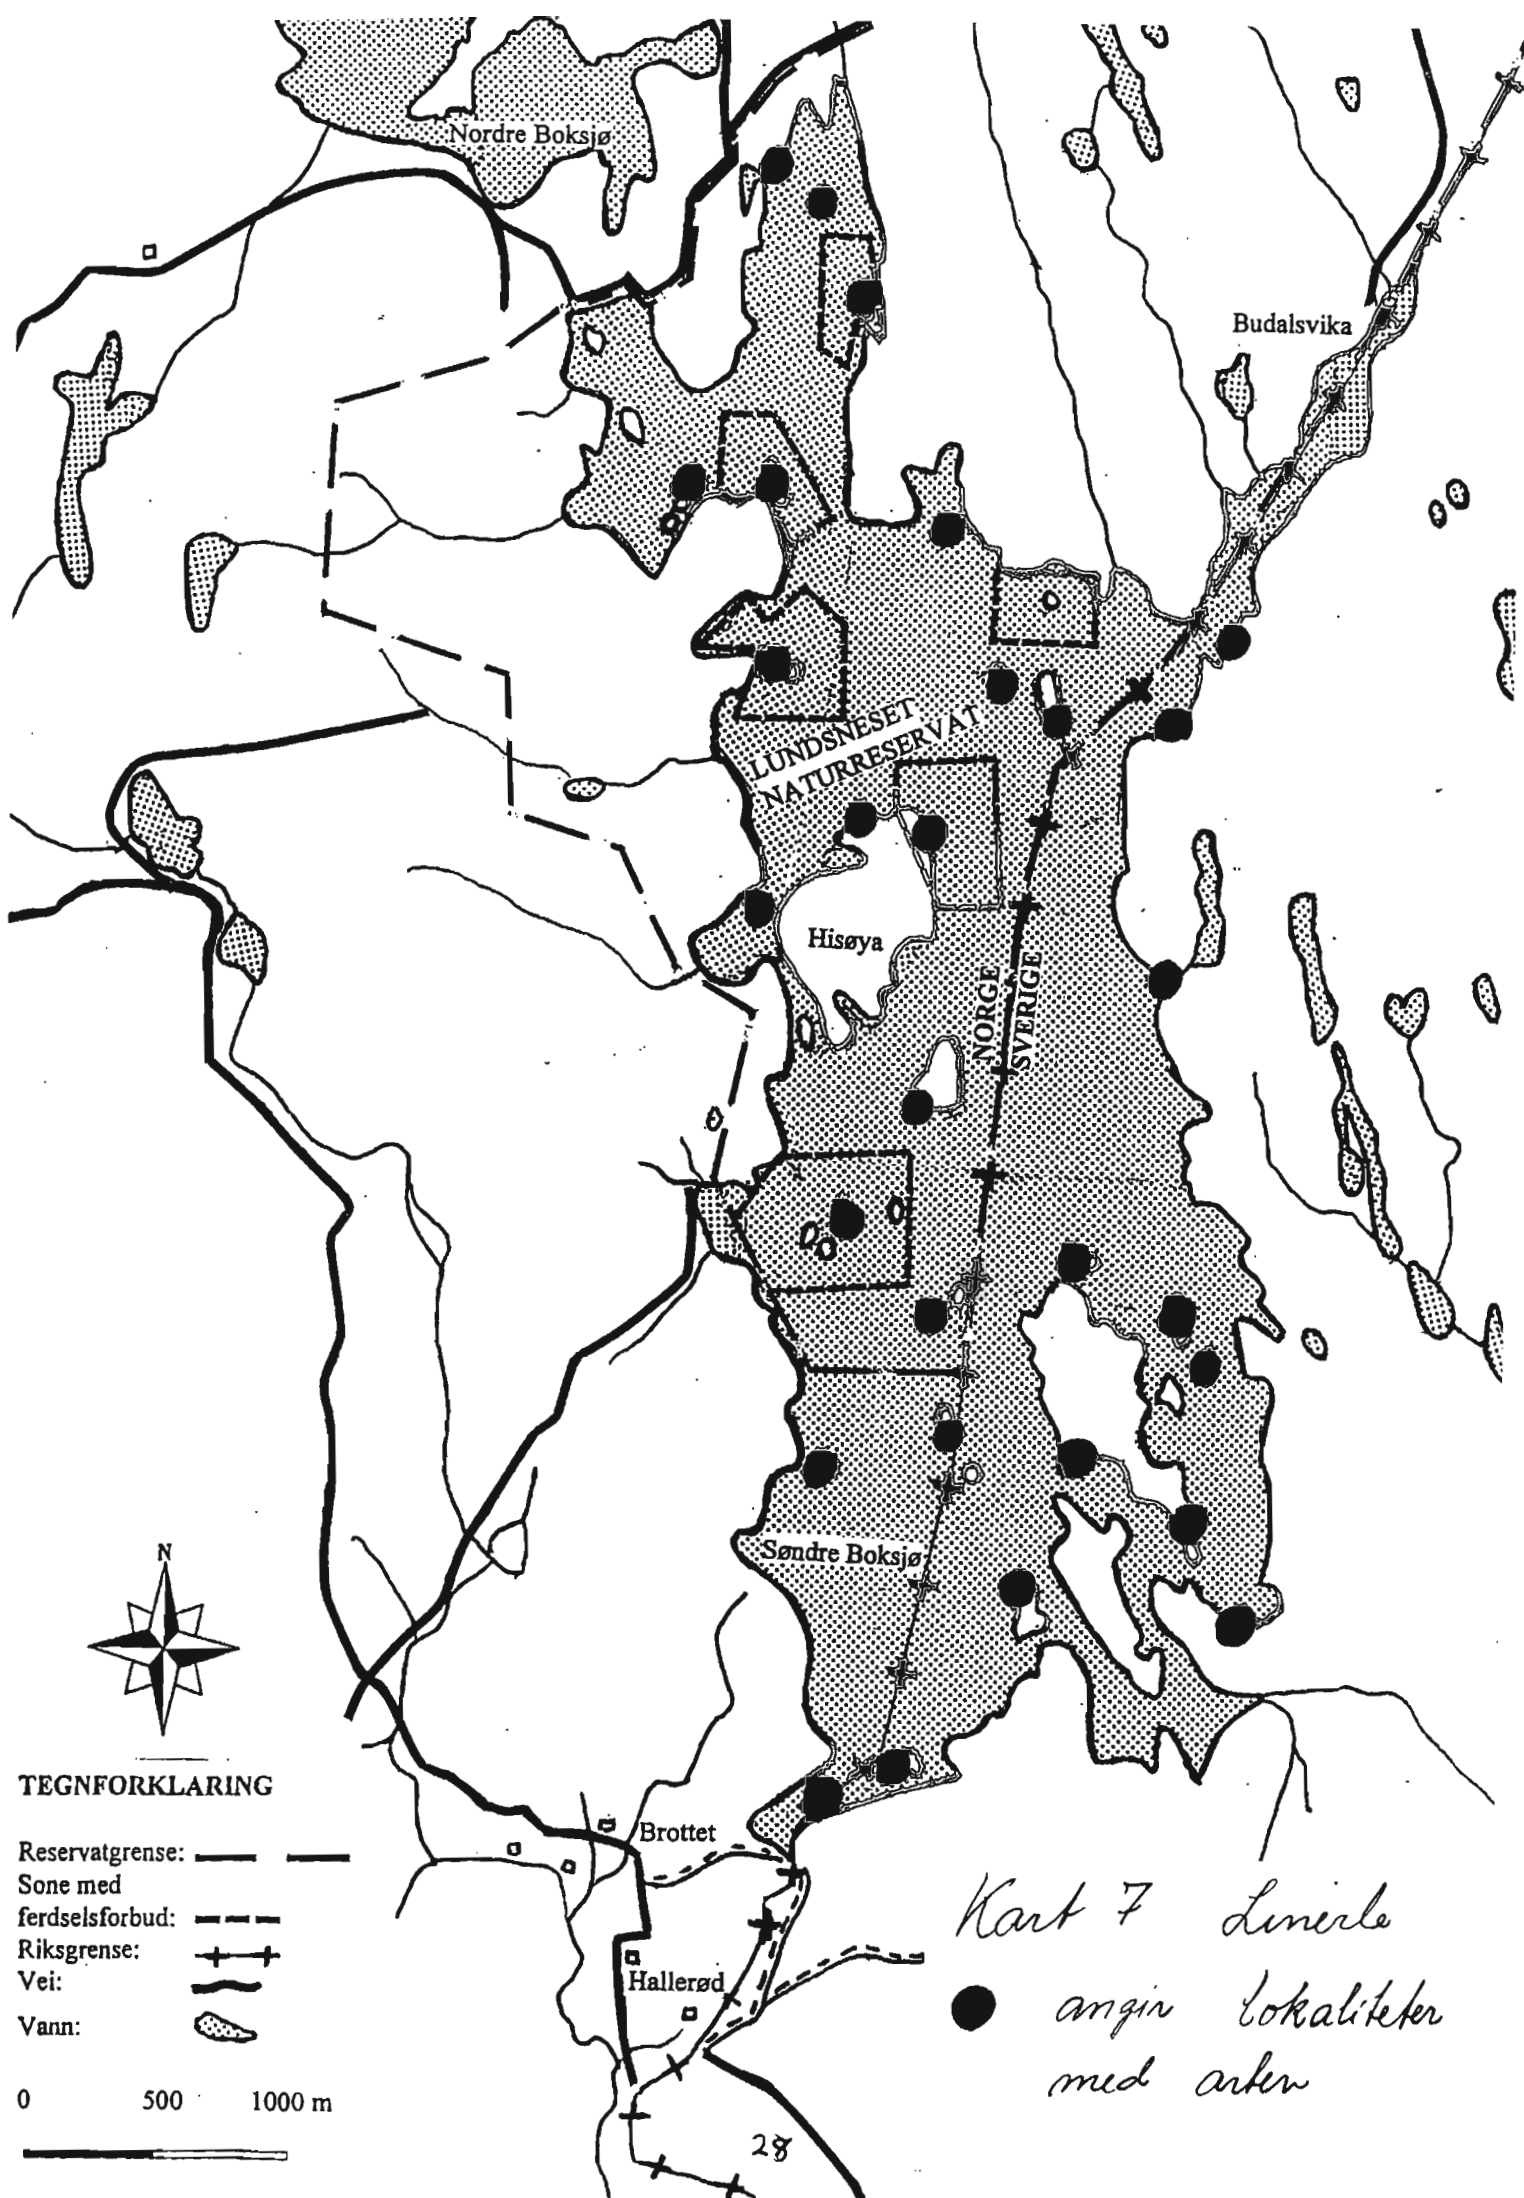 Nordre Boksjø
Budalsvika
LUNDSNESET
NATURRESERVAT
Hisøya
NORGE
SVERIGE
Søndre Boksjø
N
TEGNFORKLARING
Reservatgrense:
Sone med
ferdselsforbud:
Riksgrense:
Vei:
Vann:
0 500 1000 m
Brottet
Hallerød
Kart 7 Linerle
angir lokaliteter
med arten
28